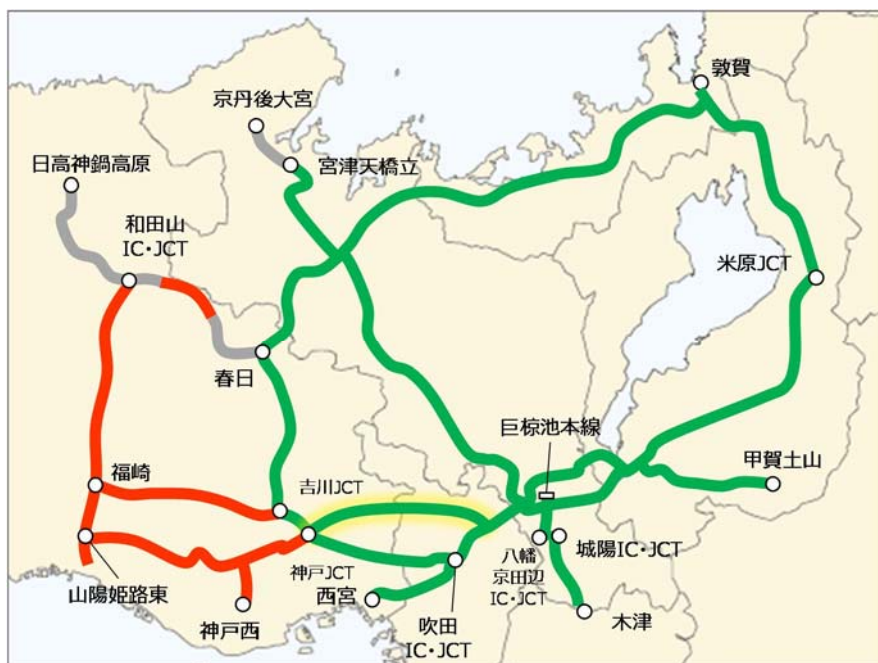 敦賀
京丹後大宮
宮津天橋立
日高神鍋高原
和田山
IC・JCT
米原JCT
春日
巨椋池本線
福崎
吉川JCT
甲賀土山
山陽姫路東
神戸JCT
八幡
京田辺
IC・JCT
城陽IC・JCT
西宮
神戸西
吹田
IC・JCT
木津